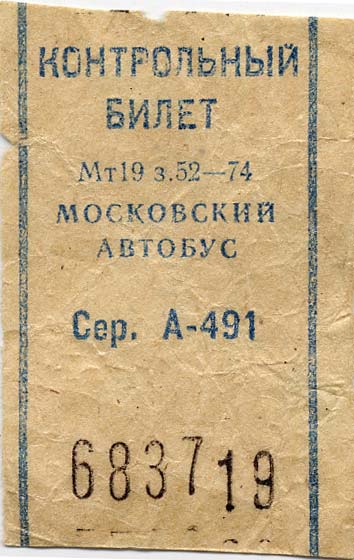 КОНТРОЛЬНЫЙ
БИЛЕТ
Мт19 з.52—74
МОСКОВСКИЙ
АВТОБУС
Сер. А-491
683719